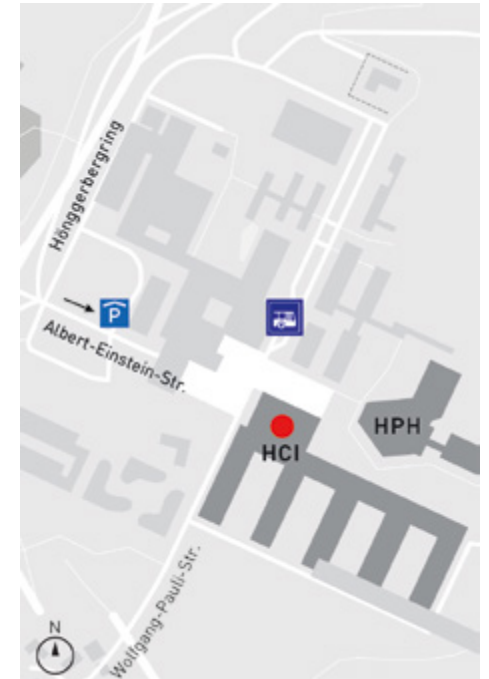 Hönggerbergring
P
Albert-Einstein-Str.
HPH
HCI
Wolfgang-Pauli-Str.
N